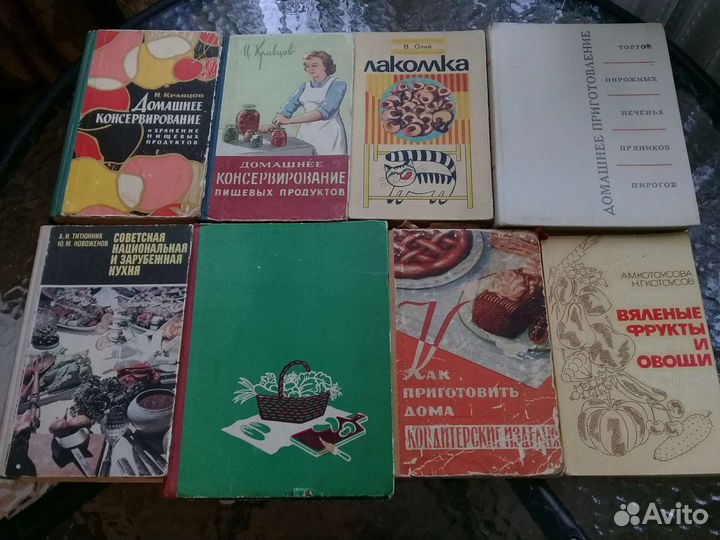 И. Кравцов
Домашнее
консервирование
и хранение
пищевых
продуктов
И. Кравцов
Домашнее
консервирование
пищевых продуктов
В. Олий
лакомка
Домашнее приготовление
тортов
пирожных
печенья
пряников
пирогов
А. И. Титюнник
Ю. М. Новоженов
Советская
национальная
и зарубежная
кухня
Как
приготовить
дома
кондитерские изделия
А.М.Котоусова
Н.Г.Котоусов
Вяленые
фрукты
и
овощи
Avito